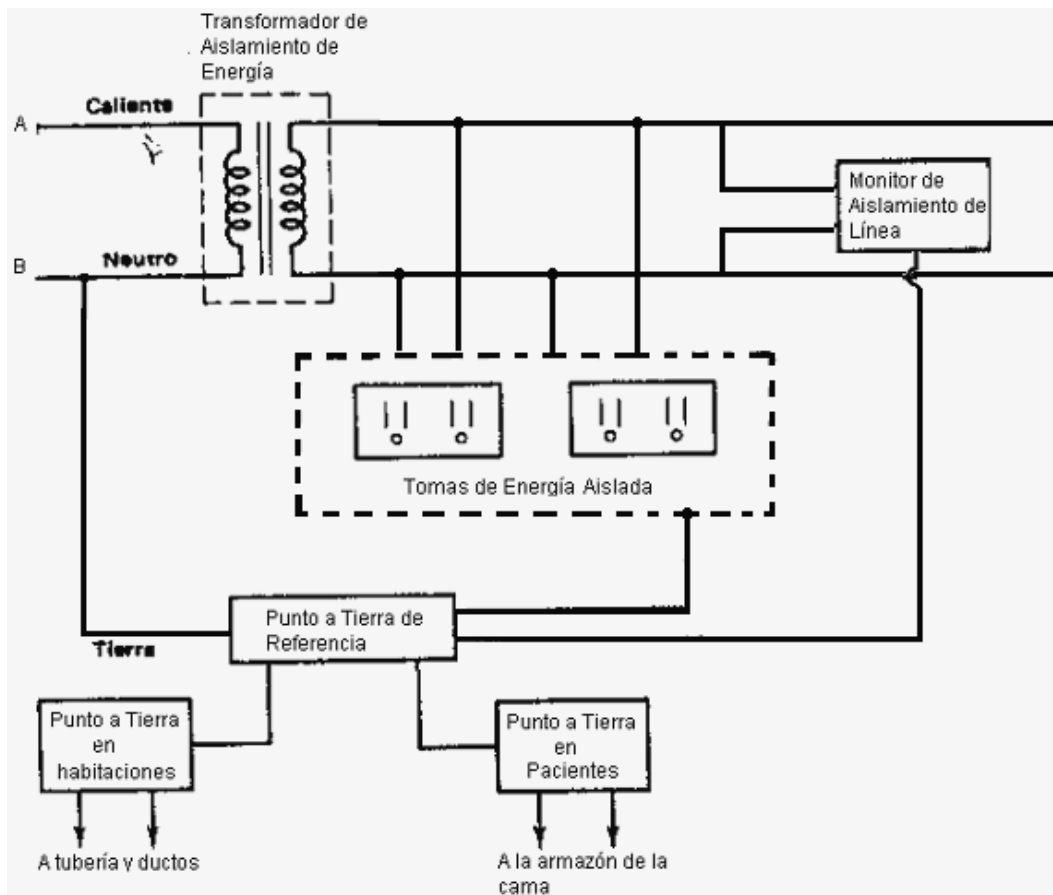 Transformador de
Aislamiento de
Energía
Caliente
A
Monitor de
Aislamiento de
Línea
Neutro
B
Tomas de Energía Aislada
Punto a Tierra de
Referencia
Tierra
Punto a Tierra
en
habitaciones
Punto a Tierra
en
Pacientes
A tubería y ductos
A la armazón de la
cama